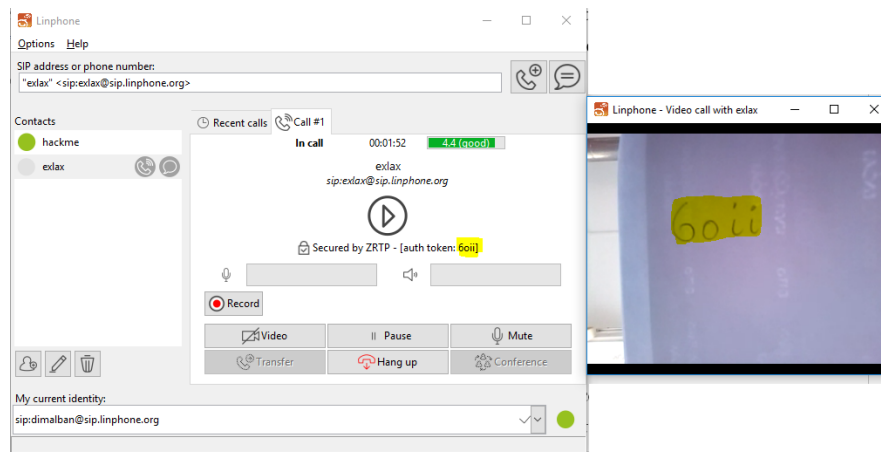 Linphone
Options Help
SIP address or phone number:
"exlax" <sip:exlax@sip.linphone.org>
Contacts
hackme
exlax
Recent calls
Call #1
In call 00:01:52 4.4 (good)
exlax
sip:exlax@sip.linphone.org
Secured by ZRTP - [auth token: 6oii]
Record
Video
Pause
Mute
Transfer
Hang up
Conference
My current identity:
sip:dimalban@sip.linphone.org
Linphone - Video call with exlax
6oii